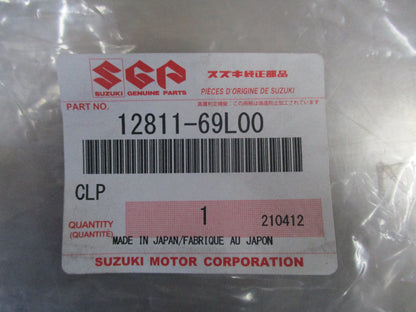 SGP スズキ純正部品
SUZUKI GENUINE PARTS
PIÈCES D'ORIGINE DE SUZUKI
PART NO.
12811-69L00
CLP
QUANTITY
(QUANTITÉ)
1
210412
MADE IN JAPAN/FABRIQUE AU JAPON
SUZUKI MOTOR CORPORATION